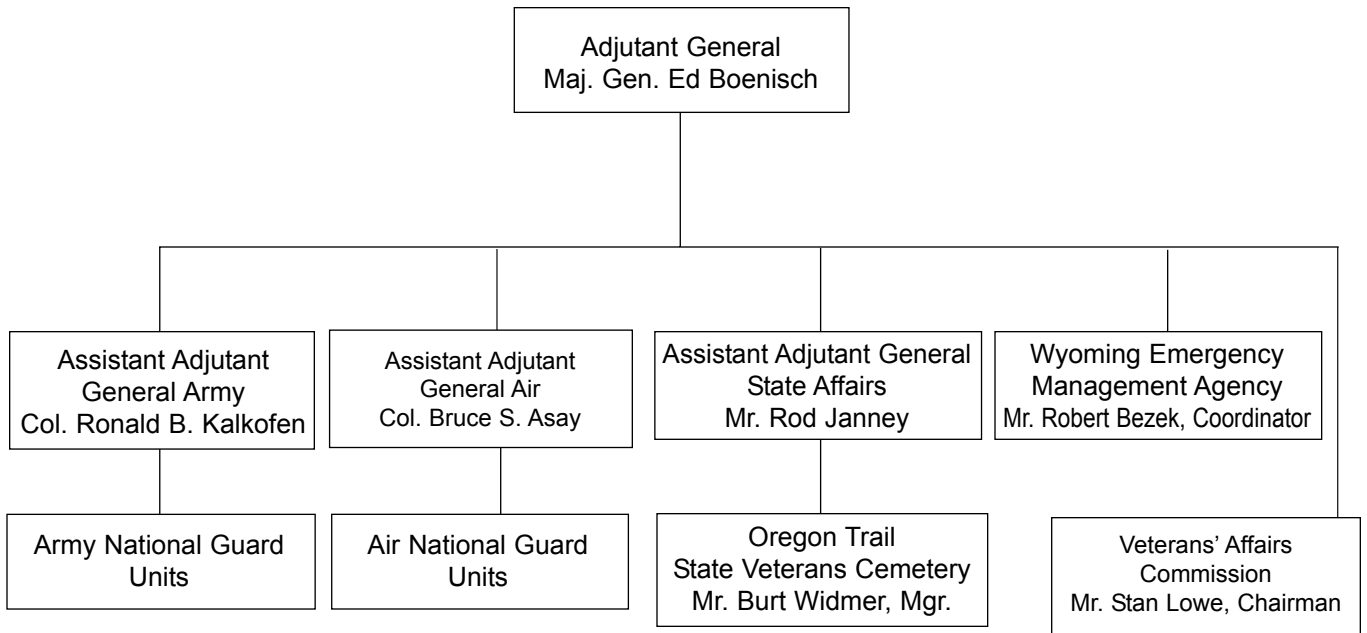 Adjutant General
Maj. Gen. Ed Boenisch
Assistant Adjutant
General Army
Col. Ronald B. Kalkofen
Assistant Adjutant
General Air
Col. Bruce S. Asay
Assistant Adjutant General
State Affairs
Mr. Rod Janney
Wyoming Emergency
Management Agency
Mr. Robert Bezek, Coordinator
Army National Guard
Units
Air National Guard
Units
Oregon Trail
State Veterans Cemetery
Mr. Burt Widmer, Mgr.
Veterans’ Affairs
Commission
Mr. Stan Lowe, Chairman